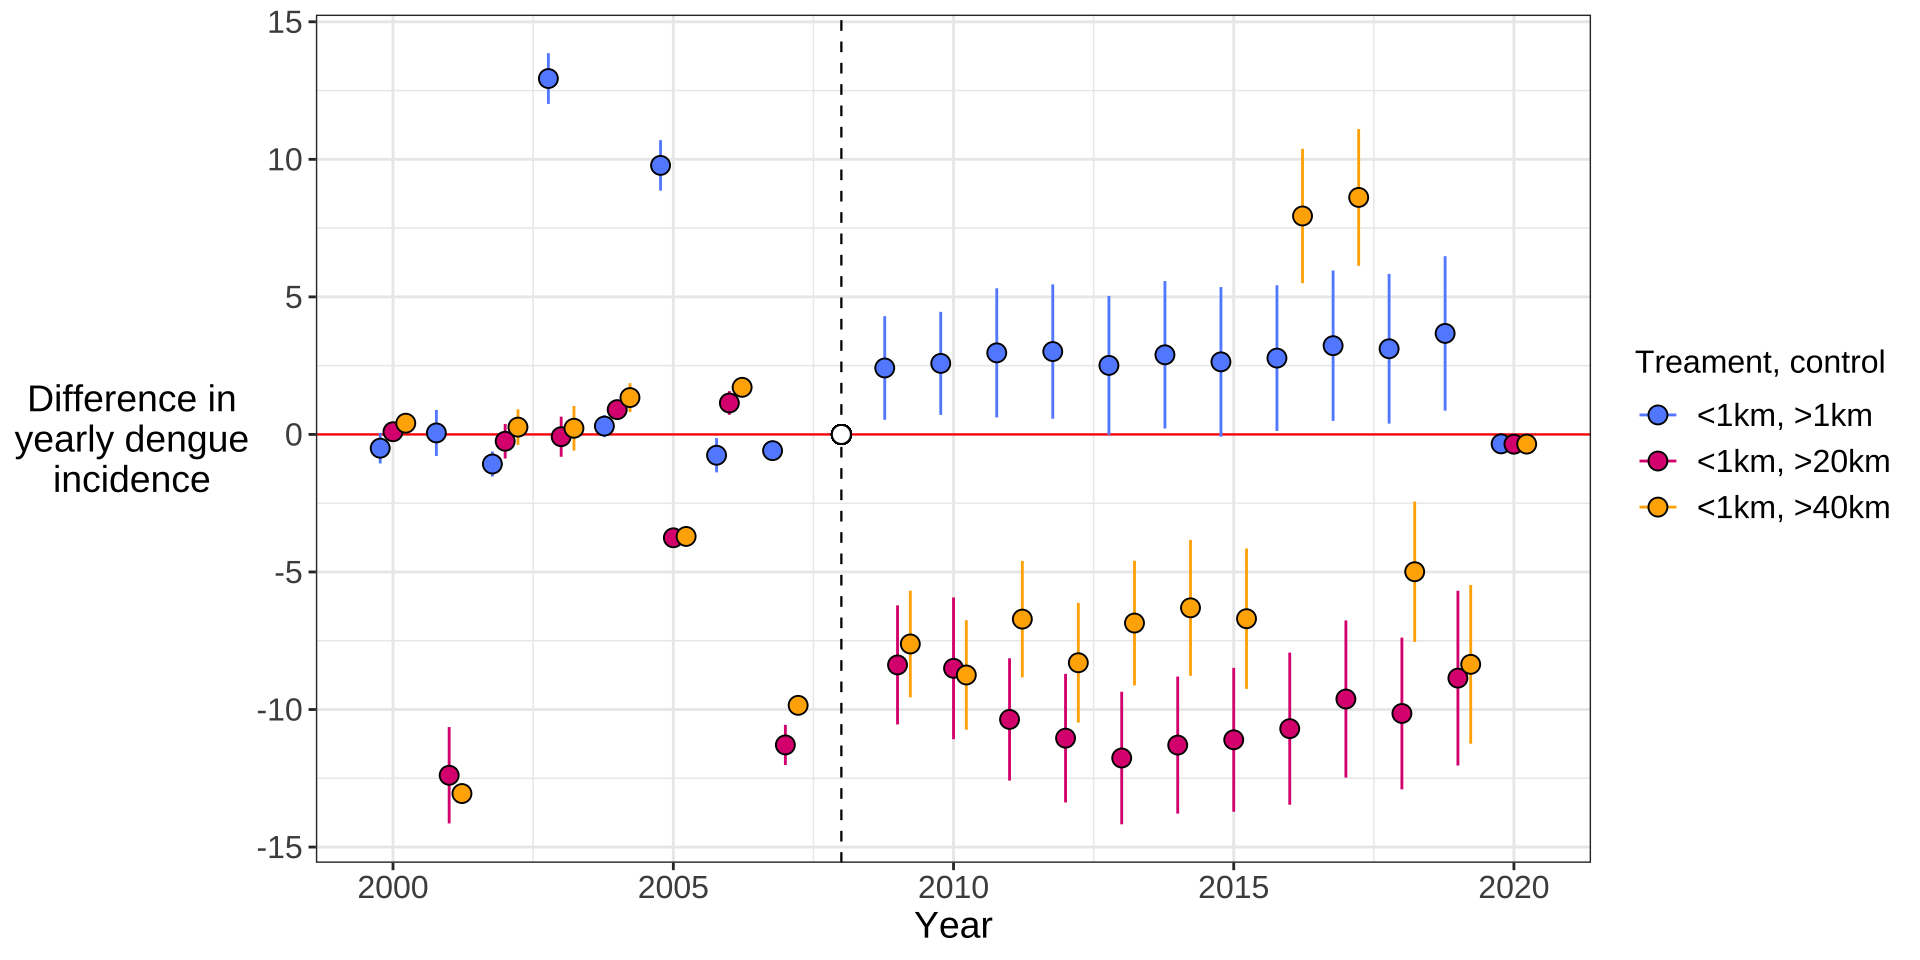 15
10
5
0
-5
-10
-15
Difference in
yearly dengue
incidence
2000 2005 2010 2015 2020
Year
Treament, control
<1km, >1km
<1km, >20km
<1km, >40km